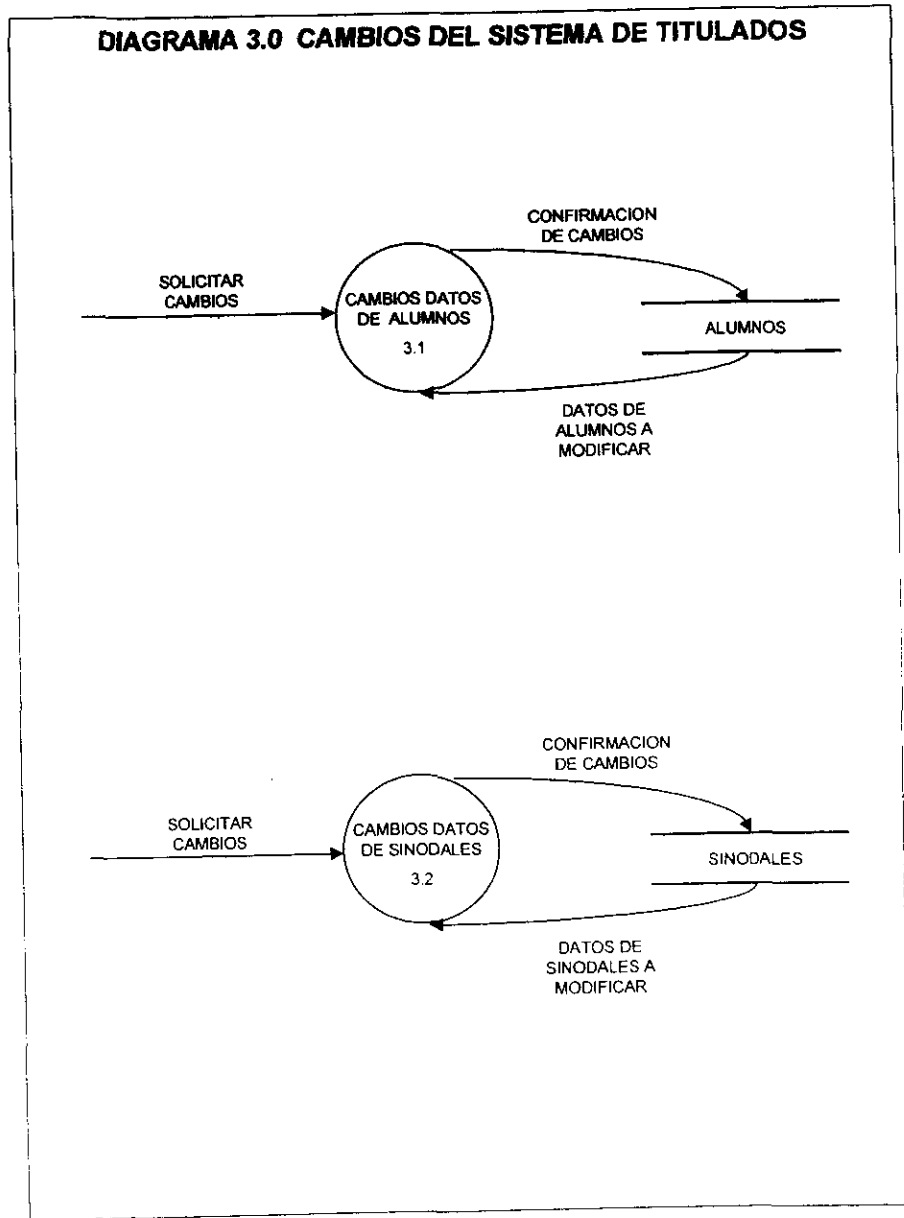 DIAGRAMA 3.0 CAMBIOS DEL SISTEMA DE TITULADOS
CONFIRMACION
DE CAMBIOS
SOLICITAR
CAMBIOS
CAMBIOS DATOS
DE ALUMNOS
3.1
ALUMNOS
DATOS DE
ALUMNOS A
MODIFICAR
CONFIRMACION
DE CAMBIOS
SOLICITAR
CAMBIOS
CAMBIOS DATOS
DE SINODALES
3.2
SINODALES
DATOS DE
SINODALES A
MODIFICAR